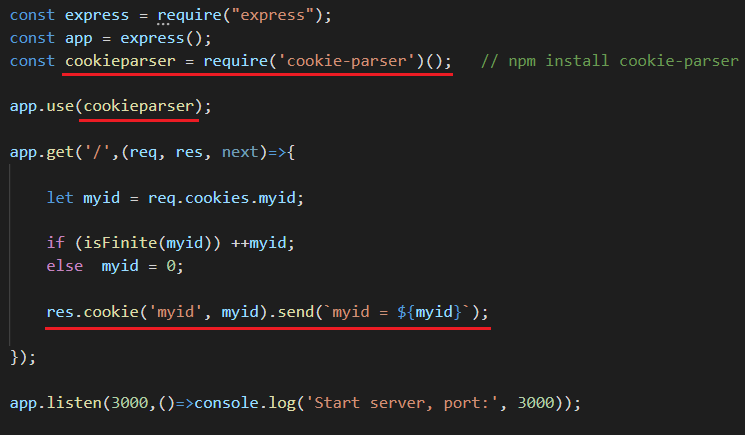 const express = require("express");
const app = express();
const cookieparser = require('cookie-parser')();   // npm install cookie-parser
app.use(cookieparser);
app.get('/',(req, res, next)=>{
let myid = req.cookies.myid;
if (isFinite(myid)) ++myid;
else  myid = 0;
res.cookie('myid', myid).send(`myid = ${myid}`);
});
app.listen(3000,()=>console.log('Start server, port:', 3000));